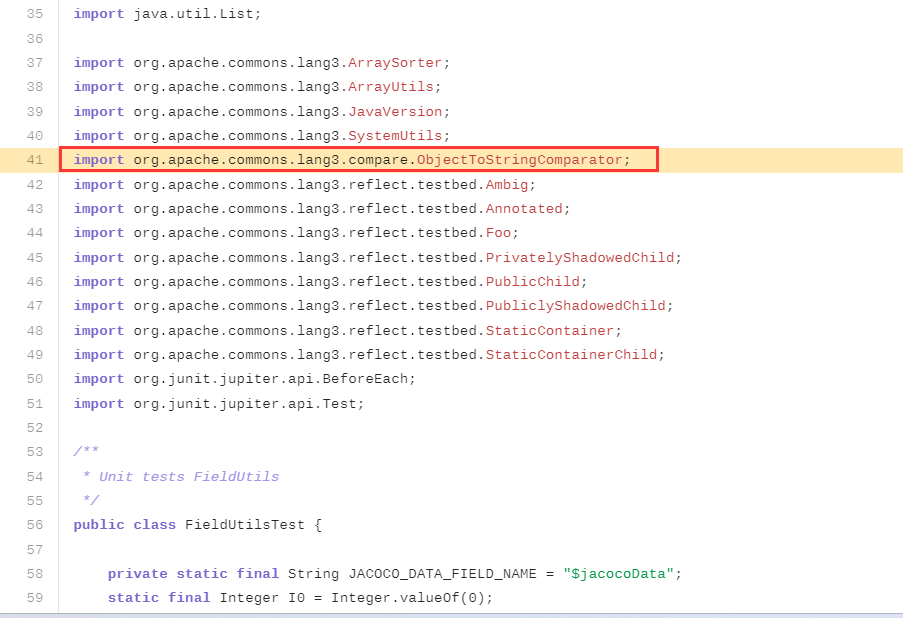 35 import java.util.List;
36
37 import org.apache.commons.lang3.ArraySorter;
38 import org.apache.commons.lang3.ArrayUtils;
39 import org.apache.commons.lang3.JavaVersion;
40 import org.apache.commons.lang3.SystemUtils;
41 import org.apache.commons.lang3.compare.ObjectToStringComparator;
42 import org.apache.commons.lang3.reflect.testbed.Ambig;
43 import org.apache.commons.lang3.reflect.testbed.Annotated;
44 import org.apache.commons.lang3.reflect.testbed.Foo;
45 import org.apache.commons.lang3.reflect.testbed.PrivatelyShadowedChild;
46 import org.apache.commons.lang3.reflect.testbed.PublicChild;
47 import org.apache.commons.lang3.reflect.testbed.PubliclyShadowedChild;
48 import org.apache.commons.lang3.reflect.testbed.StaticContainer;
49 import org.apache.commons.lang3.reflect.testbed.StaticContainerChild;
50 import org.junit.jupiter.api.BeforeEach;
51 import org.junit.jupiter.api.Test;
52
53 /**
54  * Unit tests FieldUtils
55  */
56 public class FieldUtilsTest {
57
58     private static final String JACOCO_DATA_FIELD_NAME = "$jacocoData";
59     static final Integer I0 = Integer.valueOf(0);